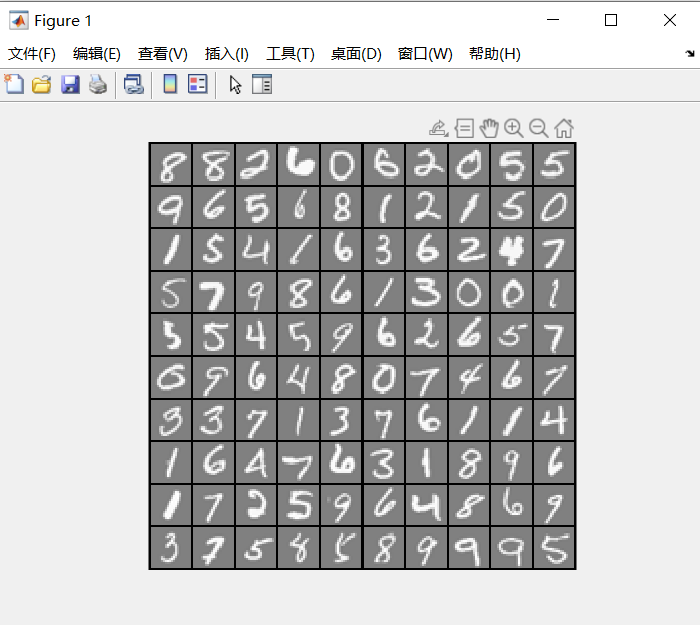 Figure 1
文件(F) 编辑(E) 查看(V) 插入(I) 工具(T) 桌面(D) 窗口(W) 帮助(H)
8 8 2 6 0 6 2 0 5 5
9 6 5 6 8 1 2 1 5 0
1 5 4 1 6 3 6 2 4 7
5 7 9 8 6 1 3 0 0 1
5 5 4 5 9 6 2 6 5 7
0 9 6 4 8 0 7 4 6 7
3 3 7 1 3 7 6 1 1 4
1 6 4 7 6 3 1 8 9 6
1 7 2 5 9 6 4 8 6 9
3 7 5 8 5 8 9 9 9 5